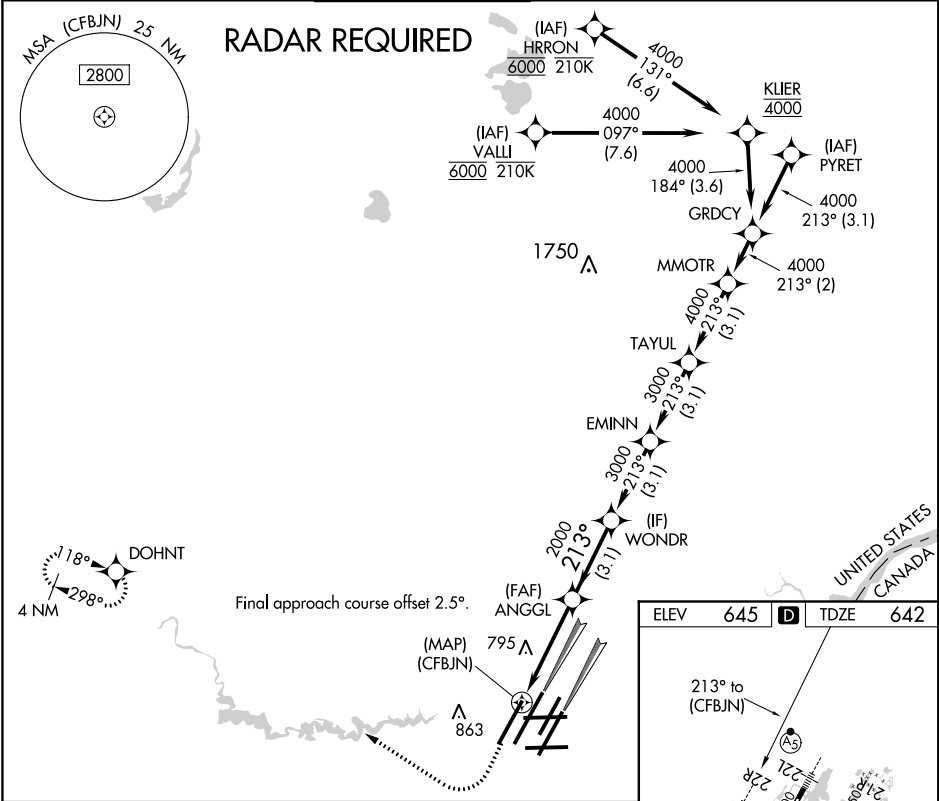 MSA (CFBJN) 25 NM
2800
RADAR REQUIRED
(IAF)
HRRON
6000 210K
4000
131°
(6.6)
KLIER
4000
(IAF)
VALLI
6000 210K
4000
097°
(7.6)
(IAF)
PYRET
4000
184° (3.6)
4000
213° (3.1)
GRDCY
1750
MMOTR
4000
213° (2)
4000
213°
(3.1)
TAYUL
3000
213°
(3.1)
EMINN
3000
213°
(3.1)
(IF)
WONDR
2000
213°
(3.1)
DOHNT
118°
298°
4 NM
Final approach course offset 2.5°.
(FAF)
ANGGL
795
(MAP)
(CFBJN)
863
UNITED STATES
CANADA
ELEV 645 D TDZE 642
213° to
(CFBJN)
A5
22R
22L
21R